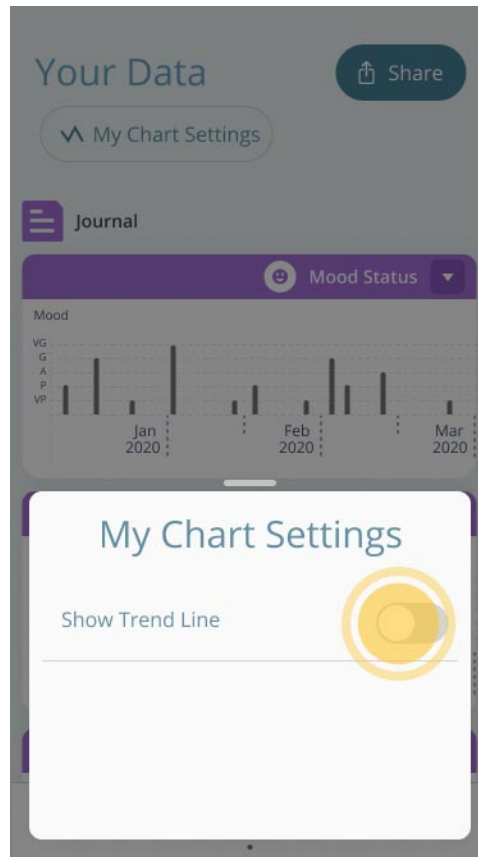 Your Data
Share
My Chart Settings
Journal
Mood Status
Mood
VG
G
A
P
VP
Jan
2020
Feb
2020
Mar
2020
My Chart Settings
Show Trend Line